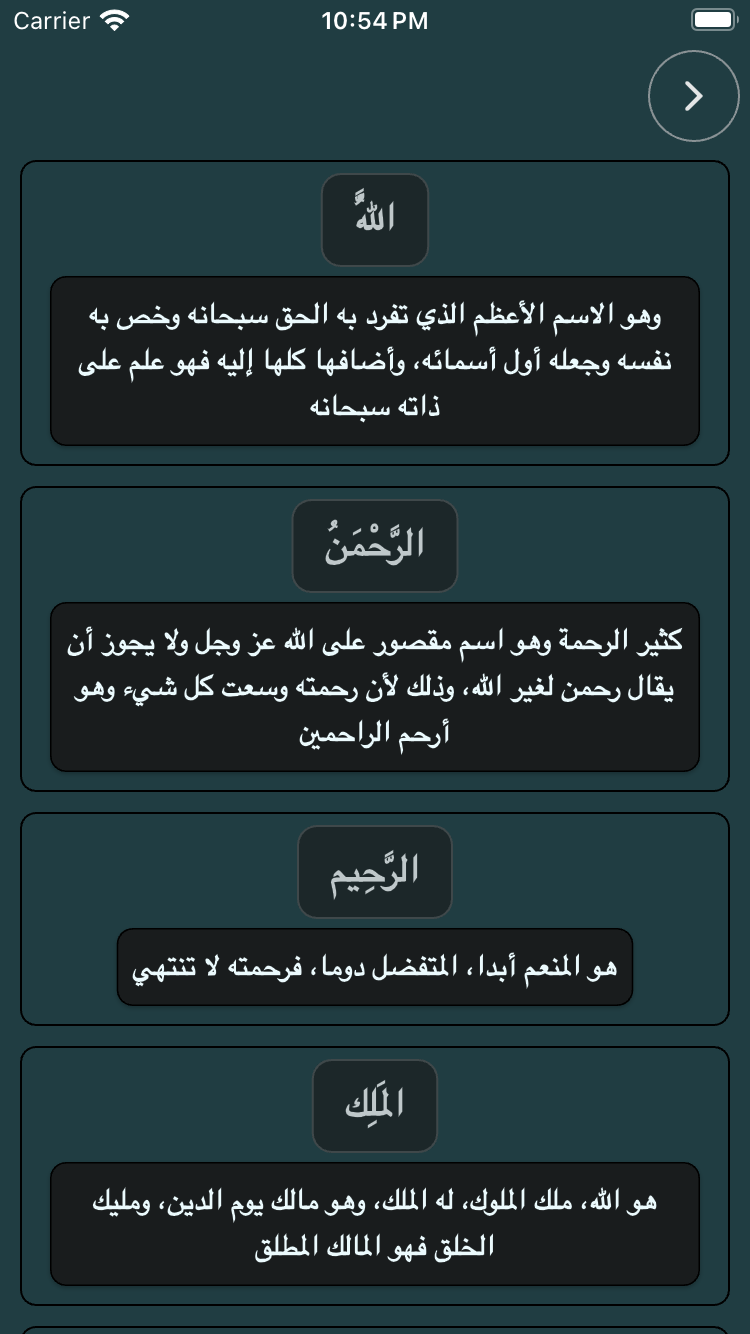 Carrier
10:54 PM
اللهَّ
وهو الاسم الأعظم الذي تفرد به الحق سبحانه وخص به
نفسه وجعله أول أسمائه، وأضافها كلها إليه فهو علم على
ذاته سبحانه
الرَّحْمَنُ
كثير الرحمة وهو اسم مقصور على الله عز وجل ولا يجوز أن
يقال رحمن لغير الله، وذلك لأن رحمته وسعت كل شيء وهو
أرحم الراحمين
الرَّحِيم
هو المنعم أبدا، المتفضل دوما، فرحمته لا تنتهي
المَلِك
هو الله، ملك الملوك، له الملك، وهو مالك يوم الدين، ومليك
الخلق فهو المالك المطلق